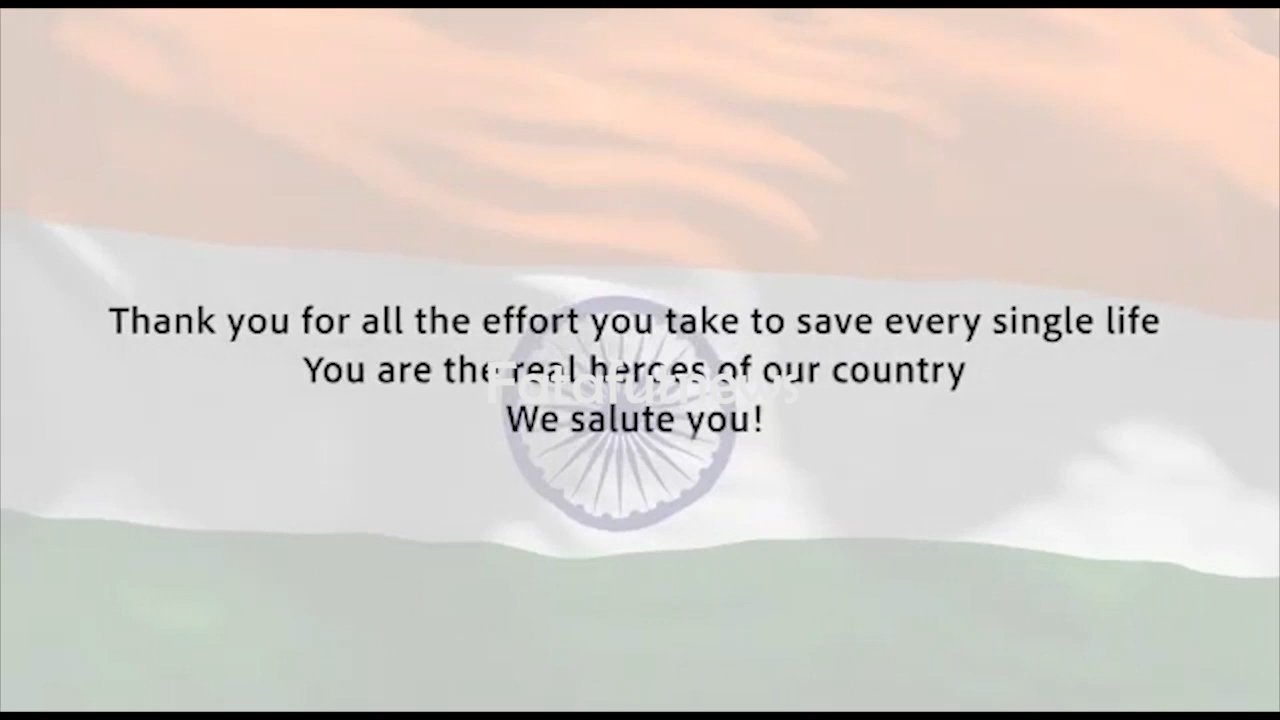 Thank you for all the effort you take to save every single life
You are the real heroes of our country
We salute you!